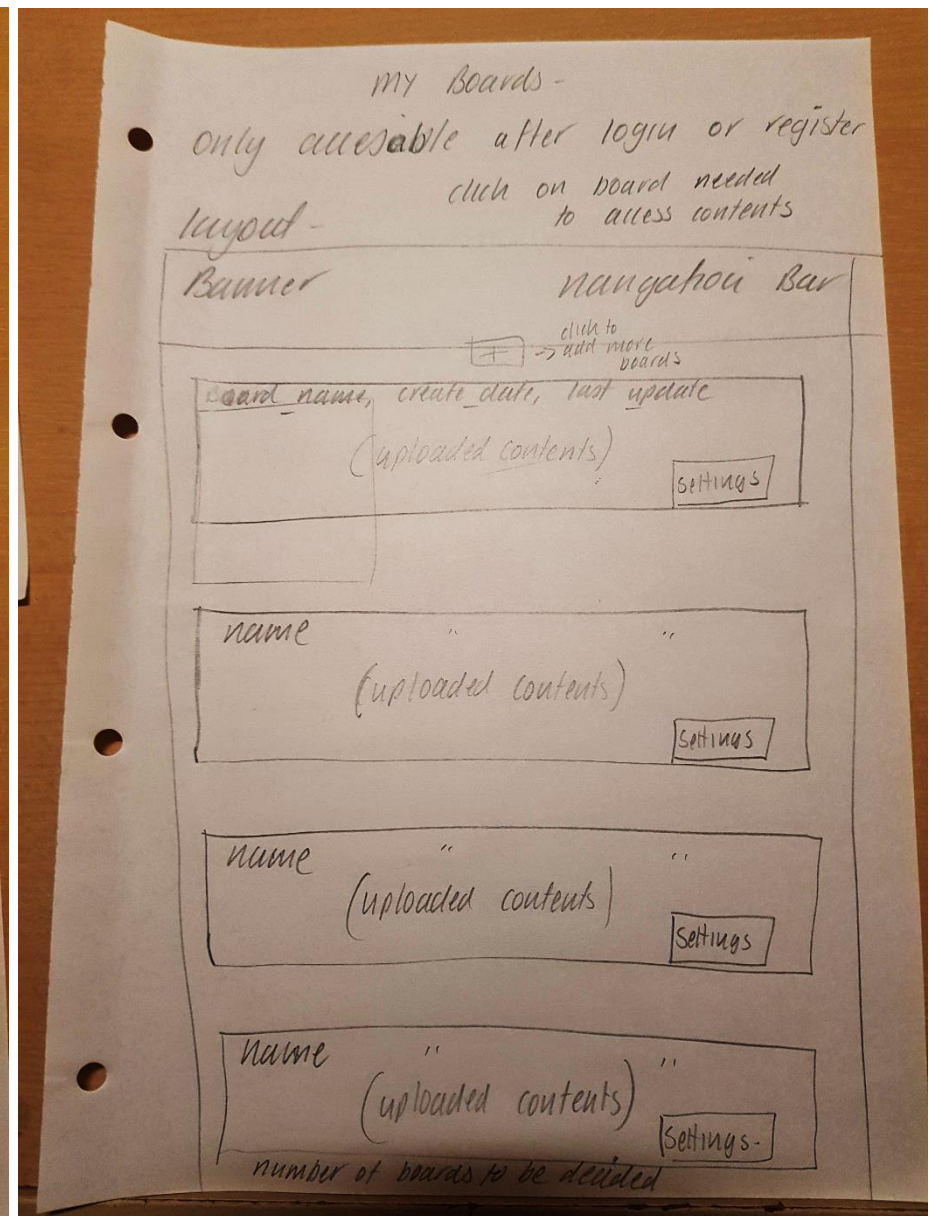 MY Boards -
only accesable after login or register
click on board needed
to access contents
layout -
Banner
navigation Bar
+ -> click to
add more
boards
Board_name, create_date, last update
(uploaded contents)
Settings
name " "
(uploaded contents)
Settings
name " "
(uploaded contents)
Settings
name " "
(uploaded contents)
Settings-
number of boards to be decided